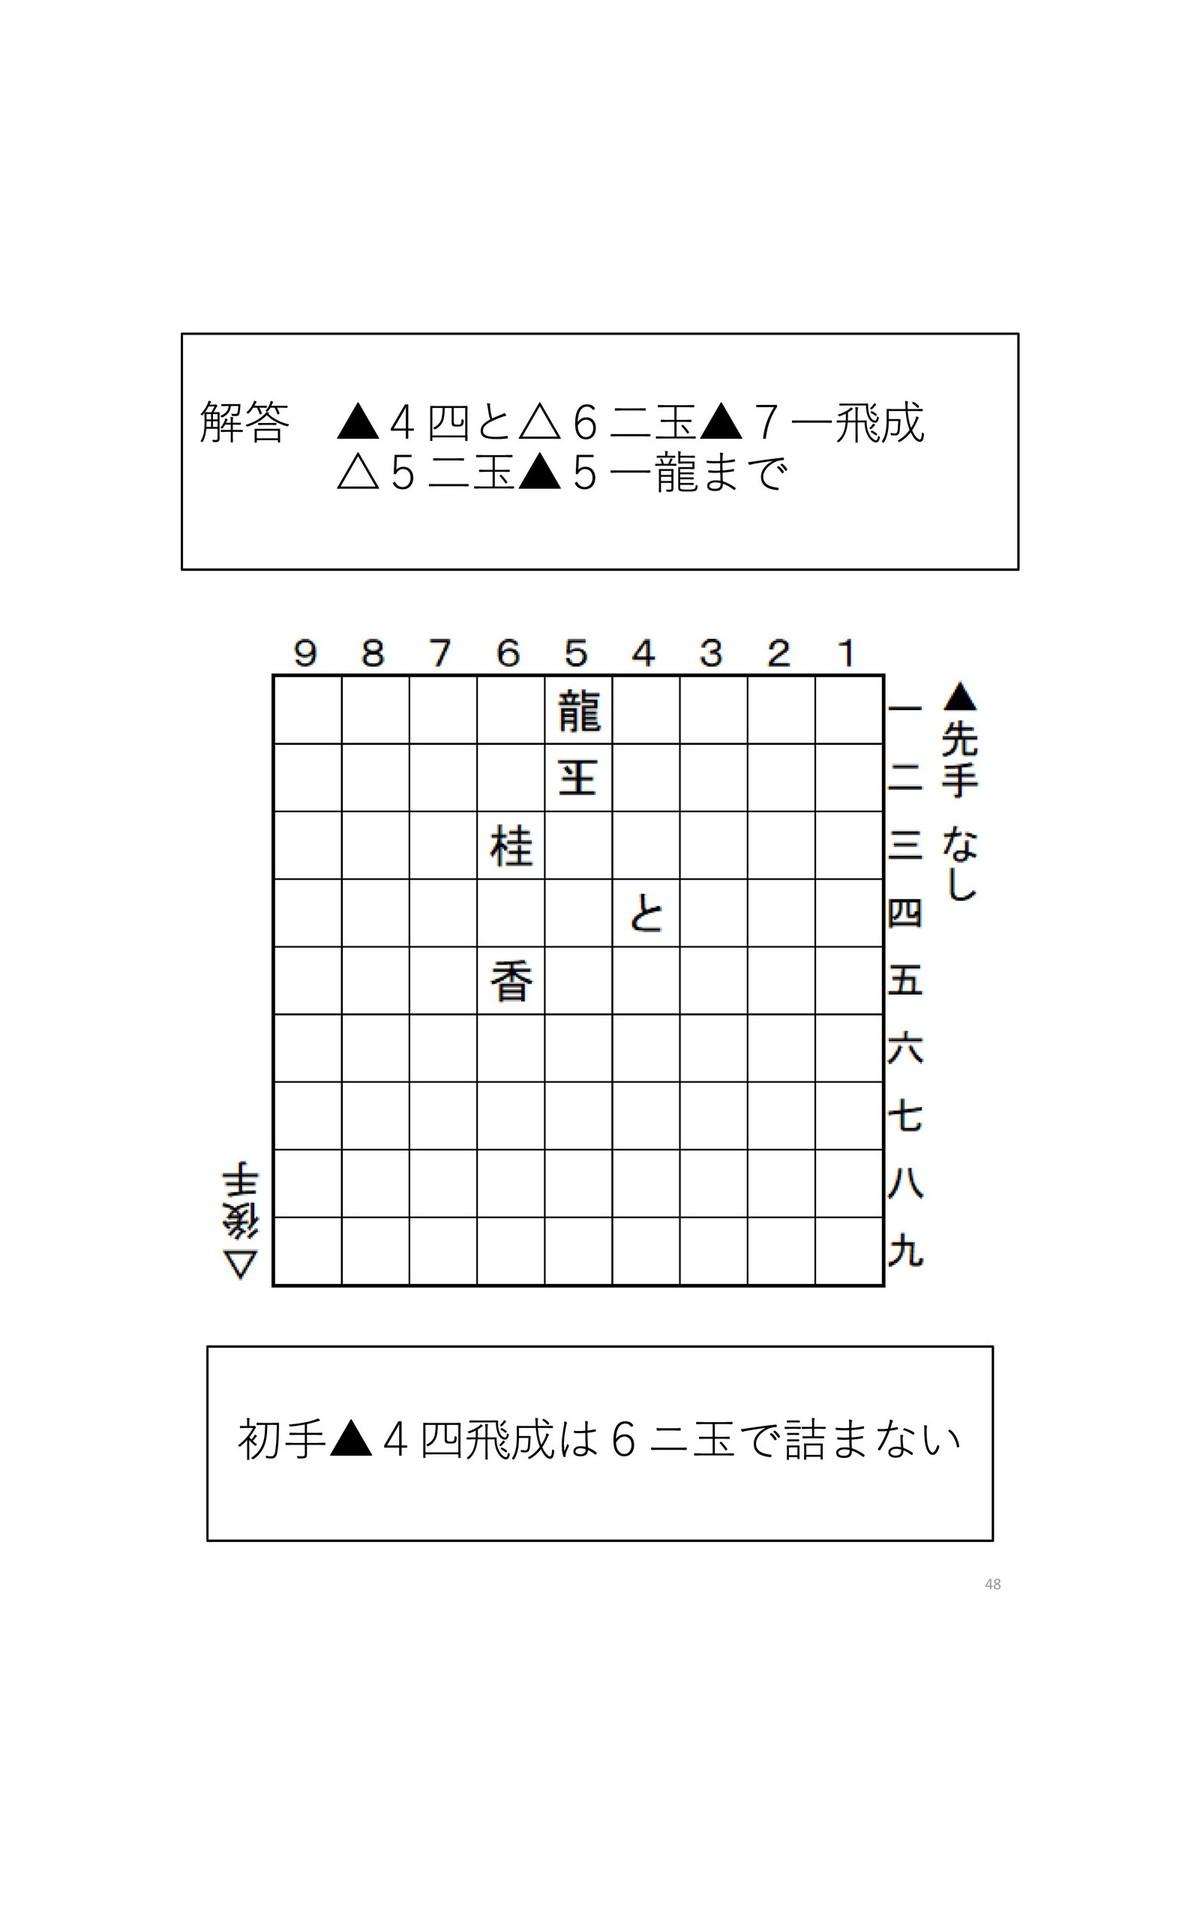 解答　▲４四と△６二玉▲７一飛成
△５二玉▲５一龍まで
９ ８ ７ ６ ５ ４ ３ ２ １
龍 一
王 二
桂 三
と 四
香 五
六
七
八
九
▲先手　なし
△後手
初手▲４四飛成は６二玉で詰まない
48